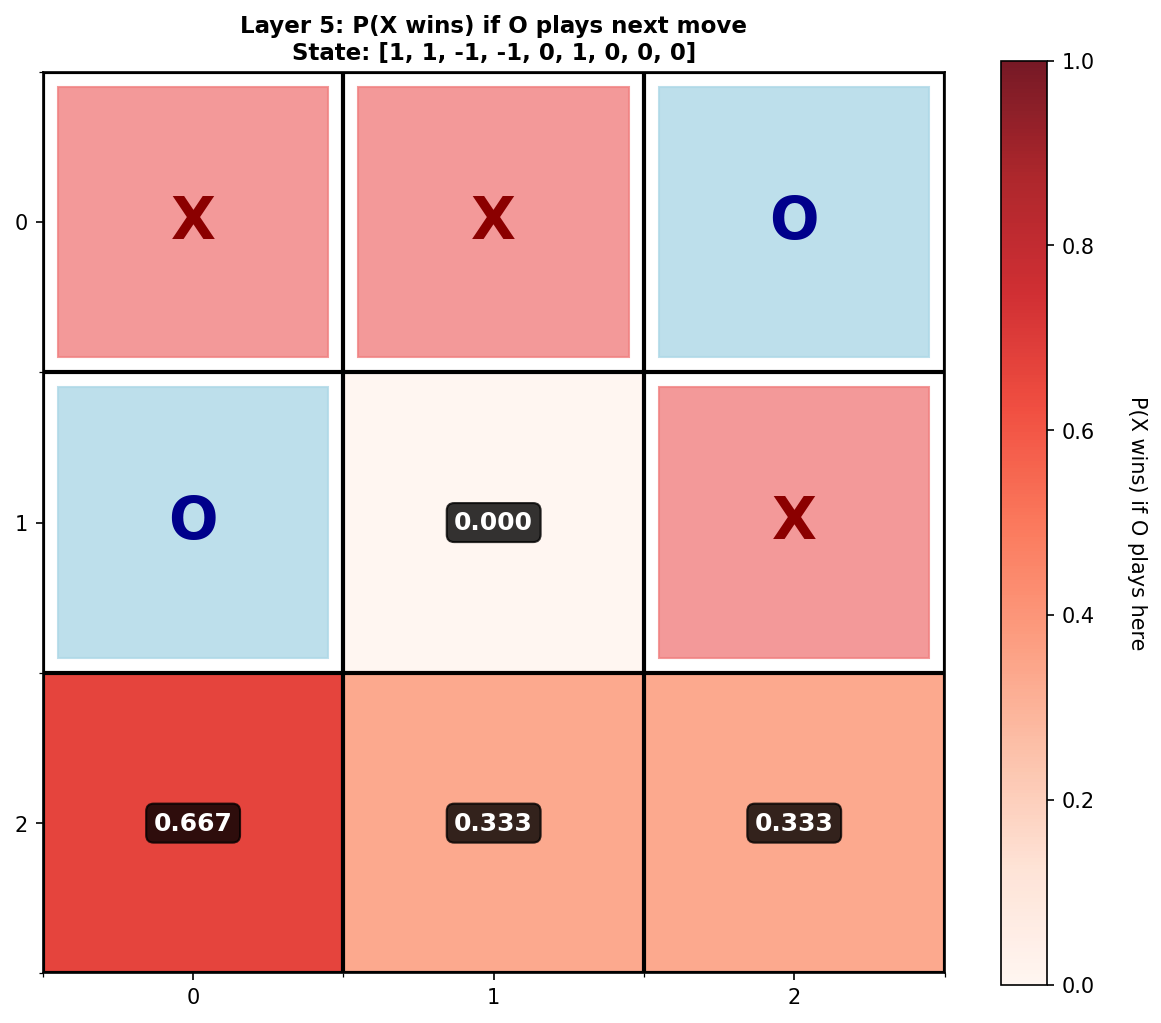 Layer 5: P(X wins) if O plays next move
State: [1, 1, -1, -1, 0, 1, 0, 0, 0]
0
X
X
O
1
O
0.000
X
2
0.667
0.333
0.333
0
1
2
1.0
0.8
0.6
0.4
0.2
0.0
P(X wins) if O plays here